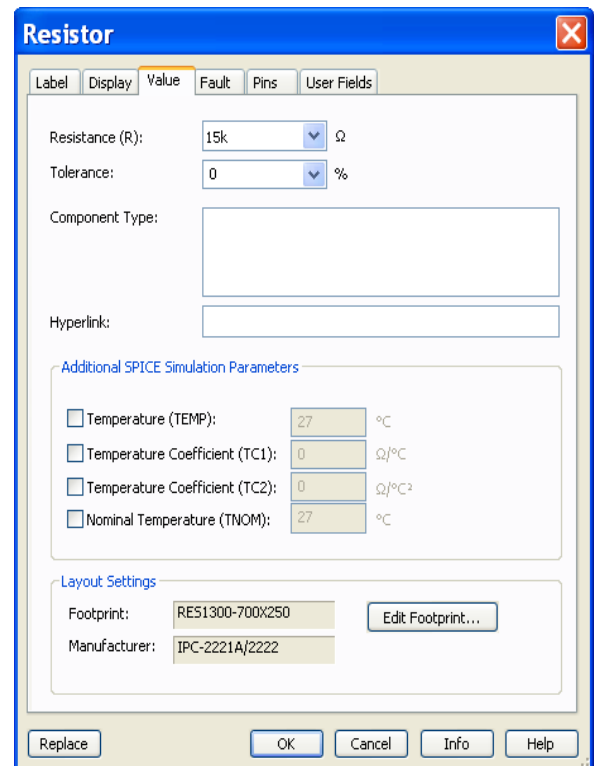 Resistor
Label Display Value Fault Pins User Fields
Resistance (R): 15k Ω
Tolerance: 0 %
Component Type:
Hyperlink:
Additional SPICE Simulation Parameters
Temperature (TEMP): 27 °C
Temperature Coefficient (TC1): 0 Ω/°C
Temperature Coefficient (TC2): 0 Ω/°C²
Nominal Temperature (TNOM): 27 °C
Layout Settings
Footprint: RES1300-700X250 Edit Footprint...
Manufacturer: IPC-2221A/2222
Replace OK Cancel Info Help